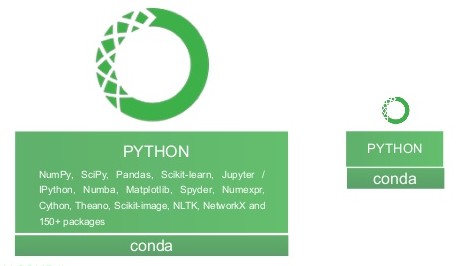 PYTHON
NumPy, SciPy, Pandas, Scikit-learn, Jupyter /
IPython, Numba, Matplotlib, Spyder, Numexpr,
Cython, Theano, Scikit-image, NLTK, NetworkX and
150+ packages
conda
PYTHON
conda